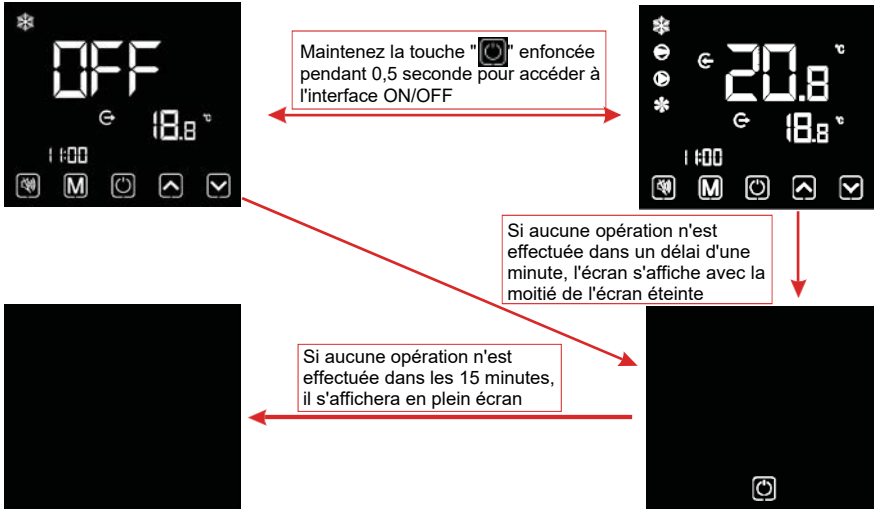 OFF
18.8 °C
11:00
M
Maintenez la touche "" enfoncée
pendant 0,5 seconde pour accéder à
l'interface ON/OFF
20.8 °C
18.8 °C
11:00
M
Si aucune opération n'est
effectuée dans un délai d'une
minute, l'écran s'affiche avec la
moitié de l'écran éteinte
Si aucune opération n'est
effectuée dans les 15 minutes,
il s'affichera en plein écran